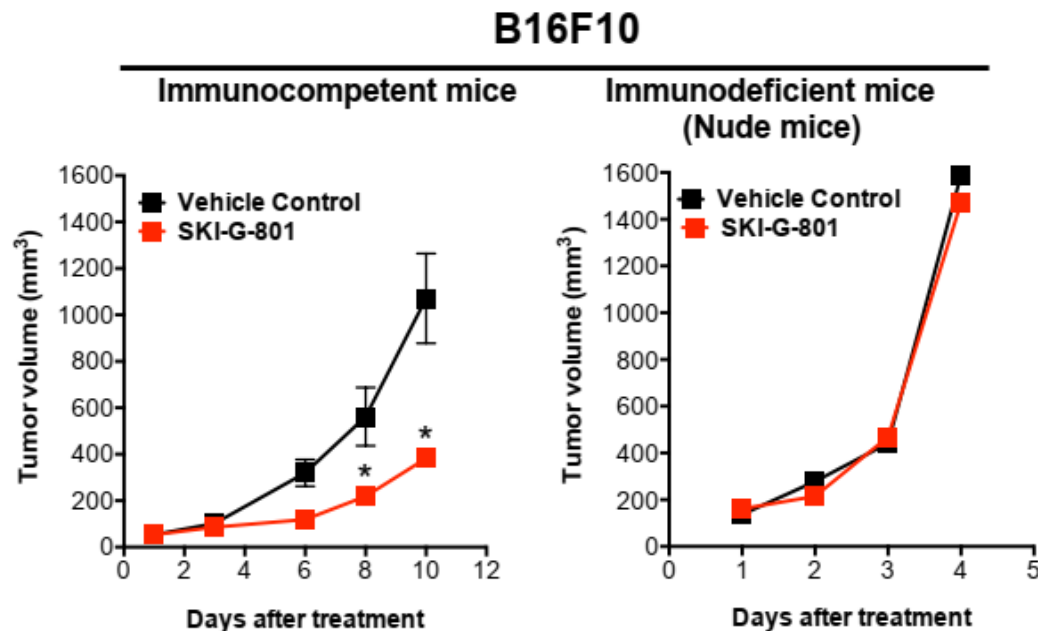 B16F10
Immunocompetent mice
Vehicle Control
SKI-G-801
Tumor volume (mm³)
1600
1400
1200
1000
800
600
400
200
0
*
*
0 2 4 6 8 10 12
Days after treatment
Immunodeficient mice
(Nude mice)
Vehicle Control
SKI-G-801
Tumor volume (mm³)
1600
1400
1200
1000
800
600
400
200
0
0 1 2 3 4 5
Days after treatment